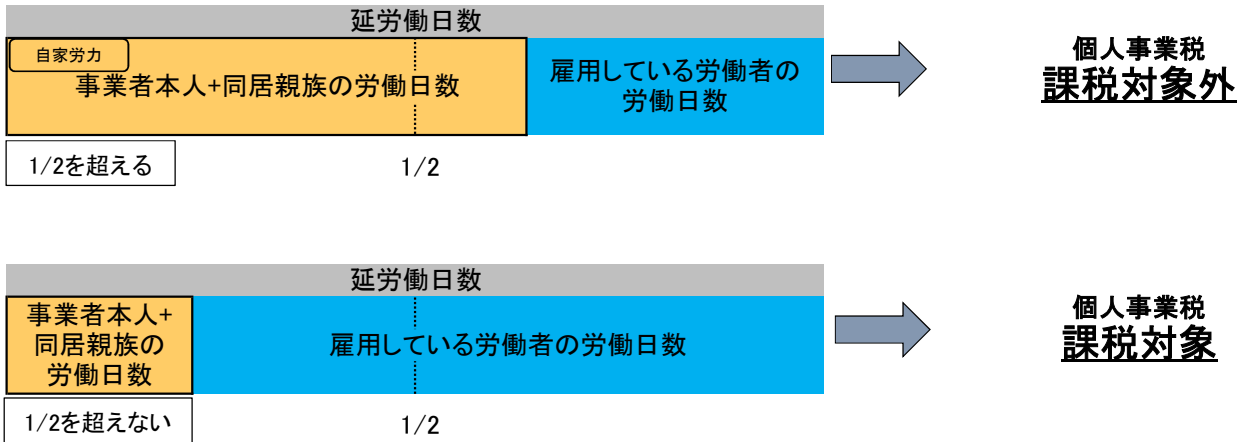 延労働日数
自家労力
事業者本人+同居親族の労働日数
雇用している労働者の
労働日数
個人事業税
課税対象外
1/2を超える
1/2
延労働日数
事業者本人+
同居親族の
労働日数
雇用している労働者の労働日数
個人事業税
課税対象
1/2を超えない
1/2